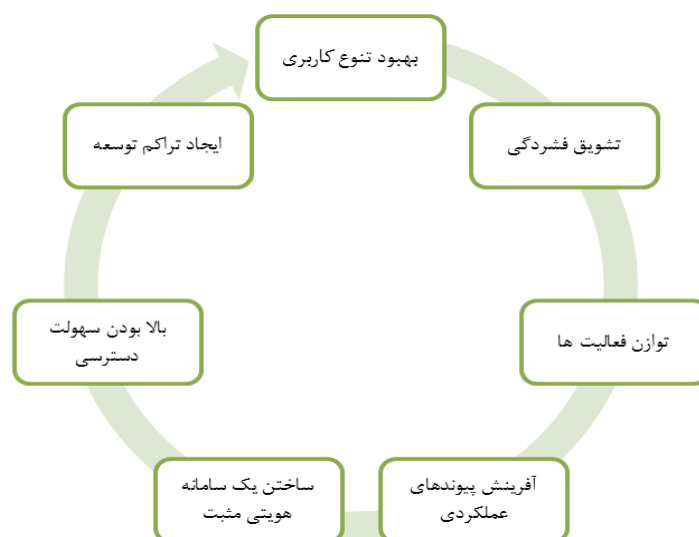 بهبود تنوع کاربری
تشویق فشردگی
توازن فعالیت ها
آفرینش پیوندهای
عملکردی
ساختن یک سامانه
هویتی مثبت
بالا بودن سهولت
دسترسی
ایجاد تراکم توسعه